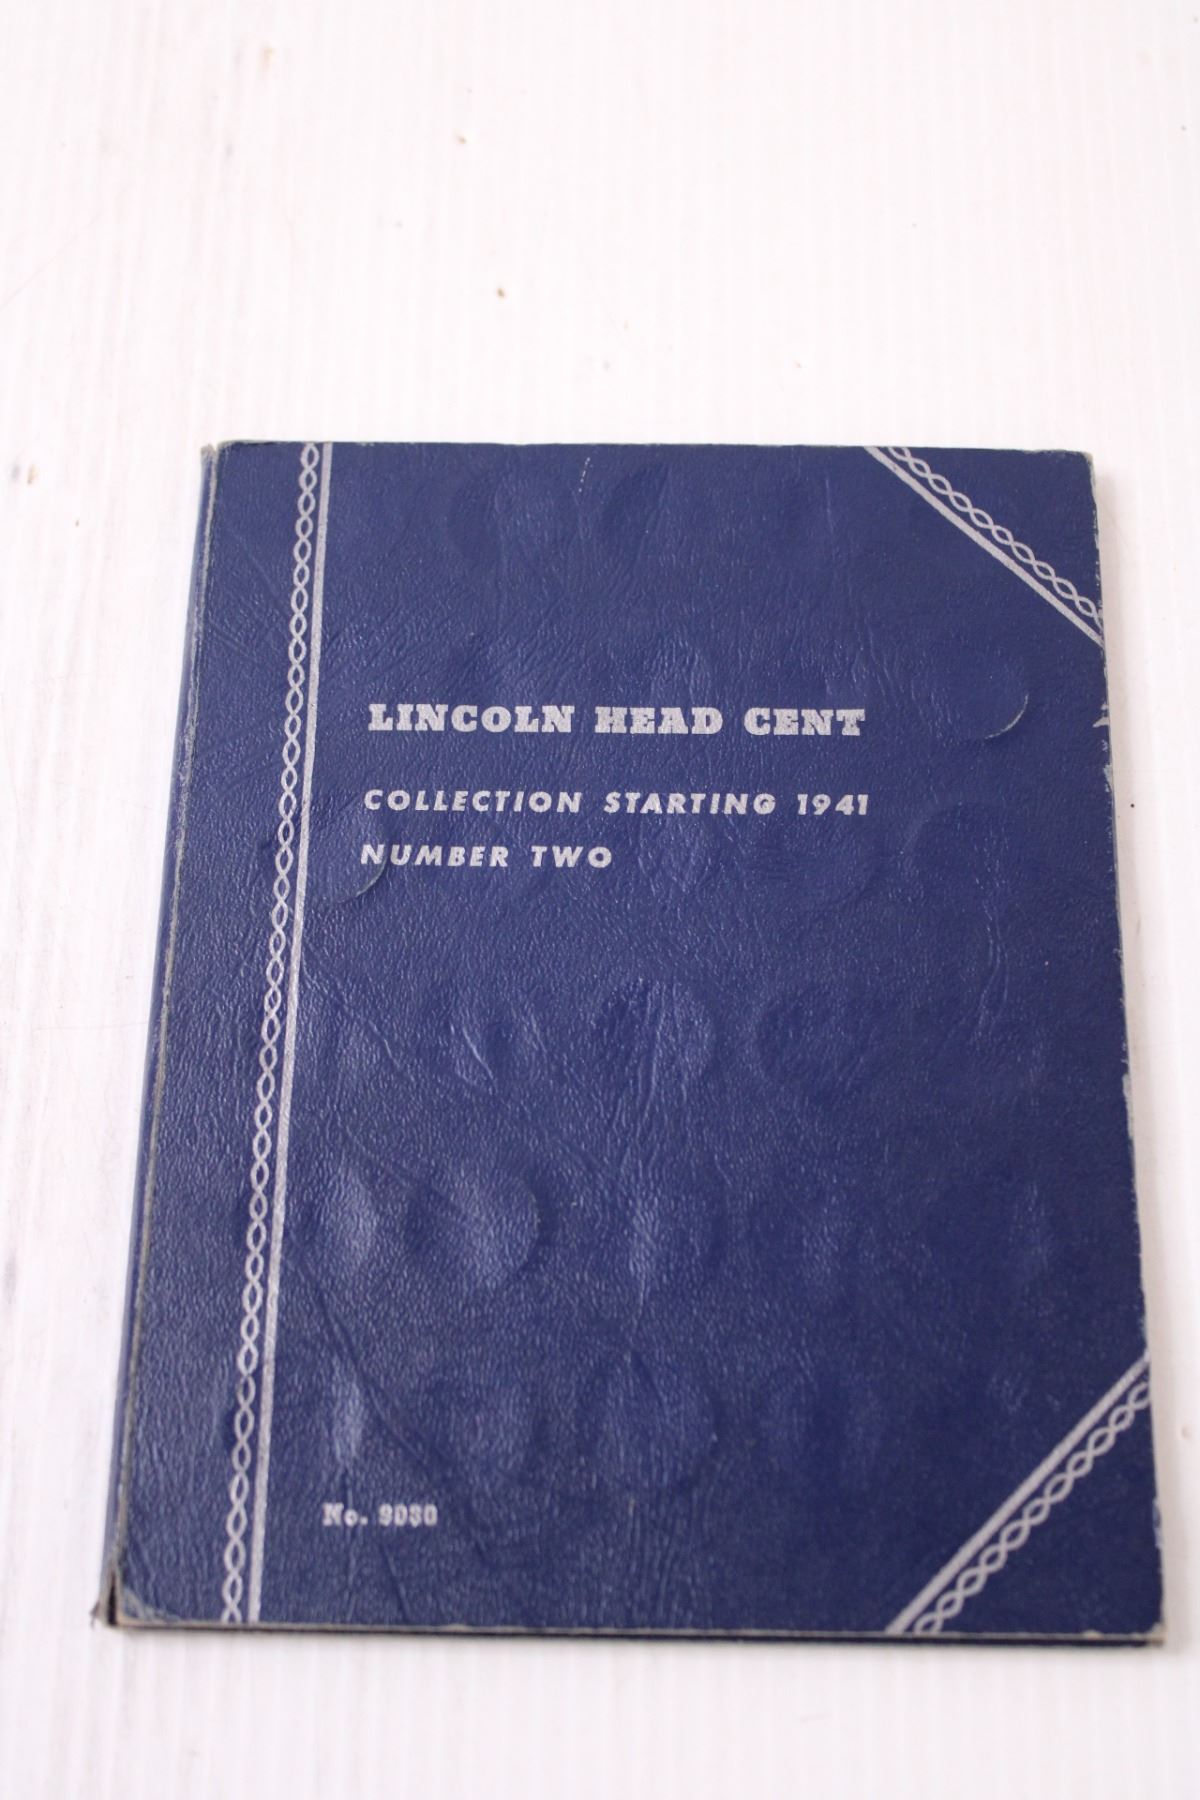 LINCOLN HEAD CENT
COLLECTION STARTING 1941
NUMBER TWO
No. 9030